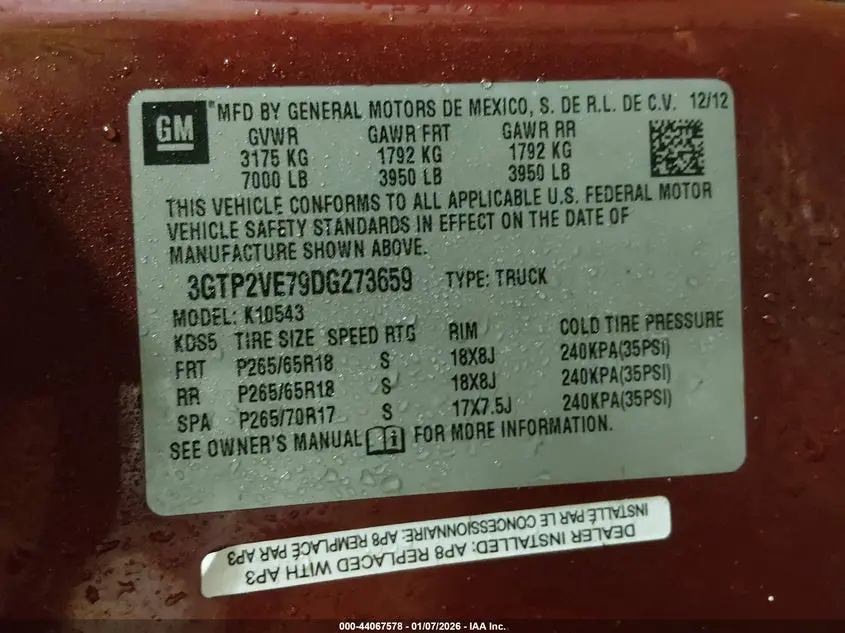 GM
MFD BY GENERAL MOTORS DE MEXICO, S. DE R.L. DE C.V. 12/12
GVWR GAWR FRT GAWR RR
3175 KG 1792 KG 1792 KG
7000 LB 3950 LB 3950 LB
THIS VEHICLE CONFORMS TO ALL APPLICABLE U.S. FEDERAL MOTOR
VEHICLE SAFETY STANDARDS IN EFFECT ON THE DATE OF
MANUFACTURE SHOWN ABOVE.
3GTP2VE79DG273659 TYPE: TRUCK
MODEL: K10543
KDS5 TIRE SIZE SPEED RTG RIM COLD TIRE PRESSURE
FRT P265/65R18 S 18X8J 240KPA(35PSI)
RR P265/65R18 S 18X8J 240KPA(35PSI)
SPA P265/70R17 S 17X7.5J 240KPA(35PSI)
SEE OWNER'S MANUAL FOR MORE INFORMATION.
DEALER INSTALLED: AP8 REPLACED WITH AP3
INSTALLÉ PAR LE CONCESSIONNAIRE: AP8 REMPLACÉ PAR AP3
000-44067578 - 01/07/2026 - IAA Inc.